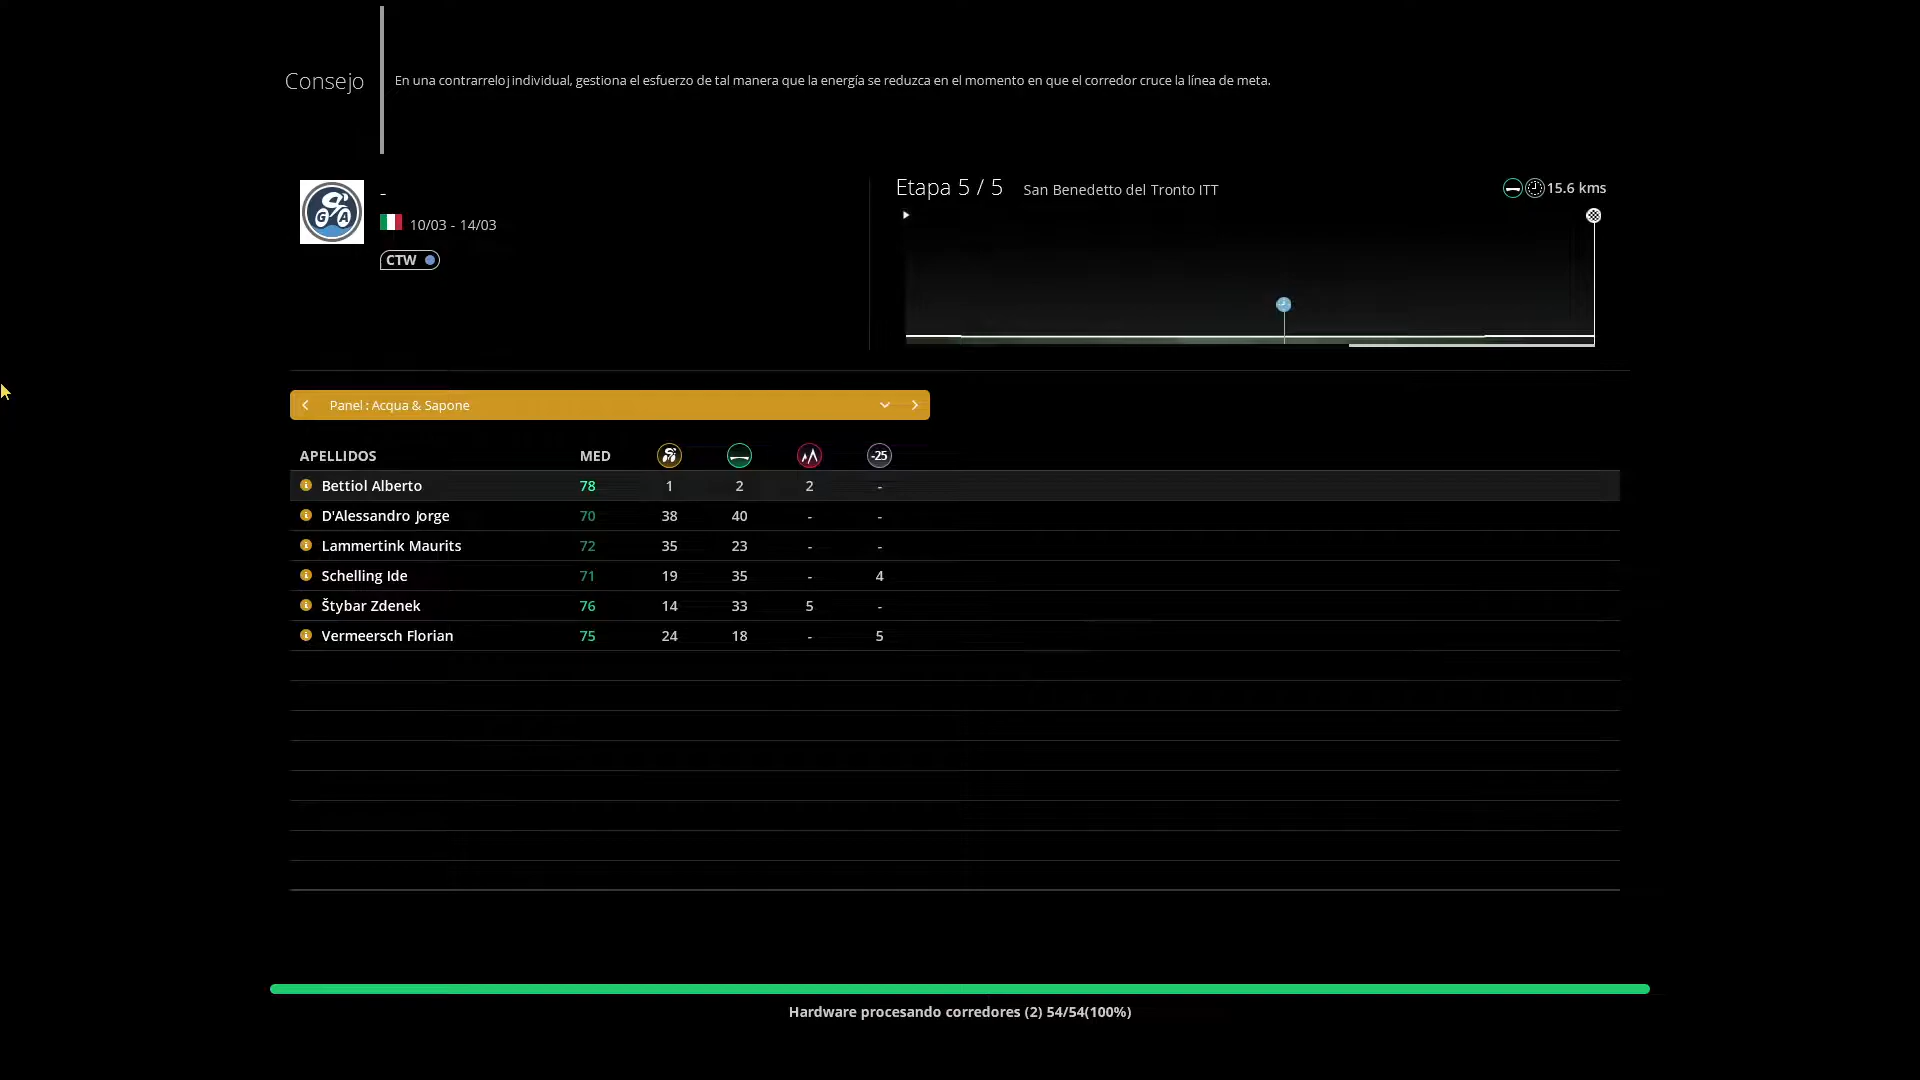 Consejo
En una contrarreloj individual, gestiona el esfuerzo de tal manera que la energía se reduzca en el momento en que el corredor cruce la línea de meta.
G A
-
10/03 - 14/03
CTW
Etapa 5 / 5 San Benedetto del Tronto ITT 15.6 kms
Panel : Acqua & Sapone
APELLIDOS MED -25
Bettiol Alberto 78 1 2 2 -
D'Alessandro Jorge 70 38 40 - -
Lammertink Maurits 72 35 23 - -
Schelling Ide 71 19 35 - 4
Štybar Zdenek 76 14 33 5 -
Vermeersch Florian 75 24 18 - 5
Hardware procesando corredores (2) 54/54(100%)